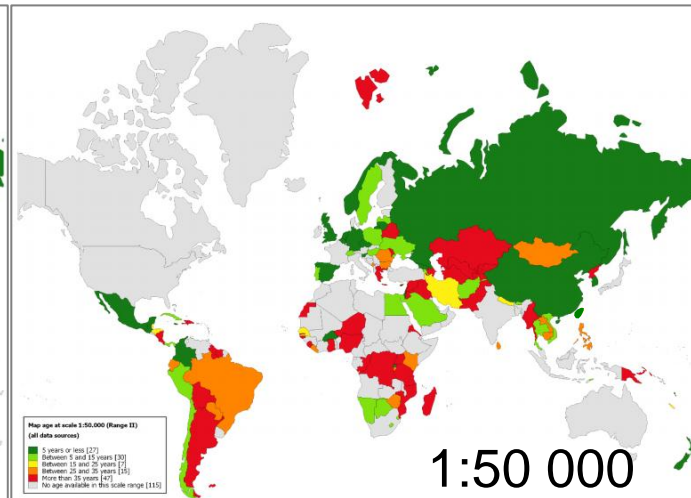 Map age at scale 1:50.000 (Range II)
(all data sources)
5 years or less [27]
Between 5 and 15 years [30]
Between 15 and 25 years [7]
Between 25 and 35 years [15]
More than 35 years [47]
No age available in this scale range [115]
1:50 000